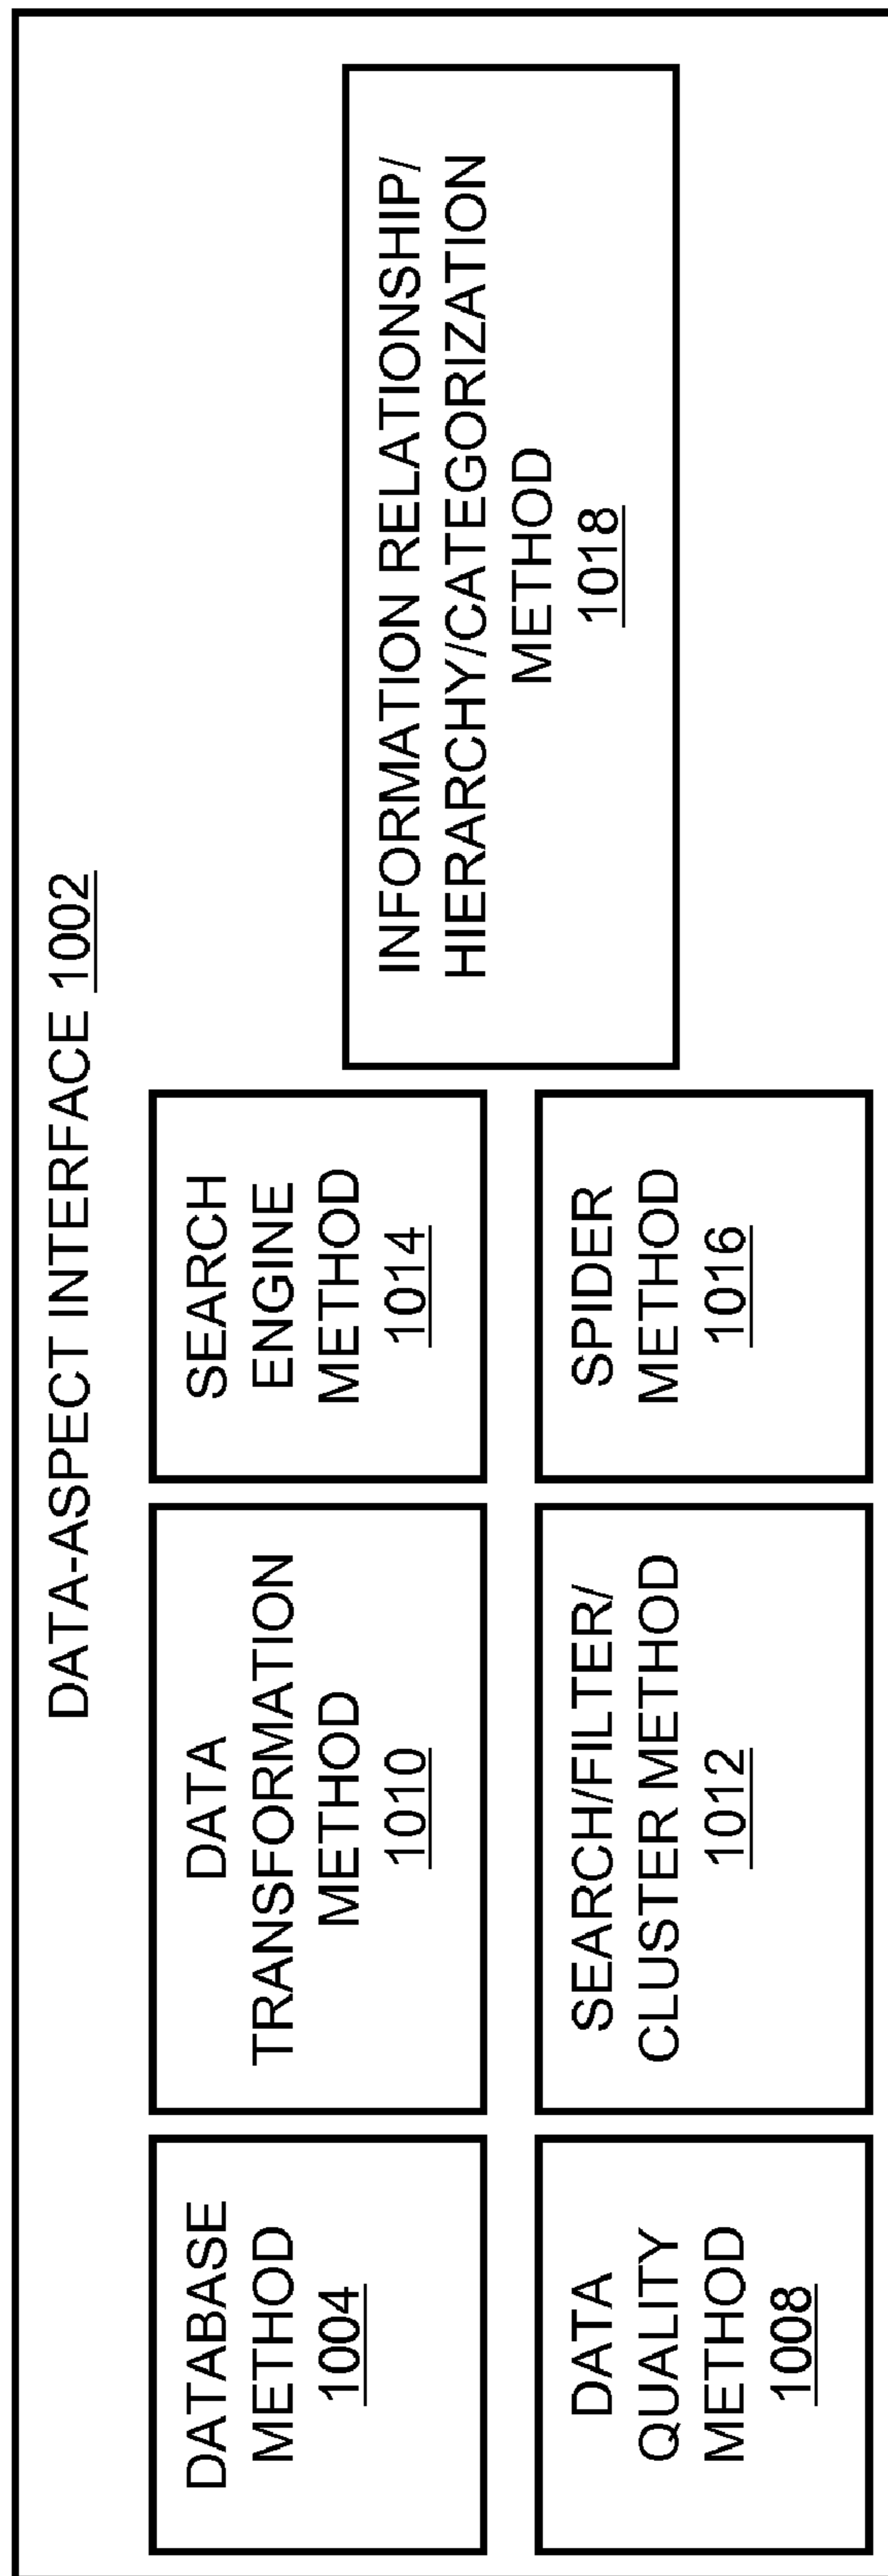 DATA-ASPECT INTERFACE 1002
DATABASE
METHOD
1004
DATA
TRANSFORMATION
METHOD
1010
SEARCH
ENGINE
METHOD
1014
INFORMATION RELATIONSHIP/
HIERARCHY/CATEGORIZATION
METHOD
1018
DATA
QUALITY
METHOD
1008
SEARCH/FILTER/
CLUSTER METHOD
1012
SPIDER
METHOD
1016